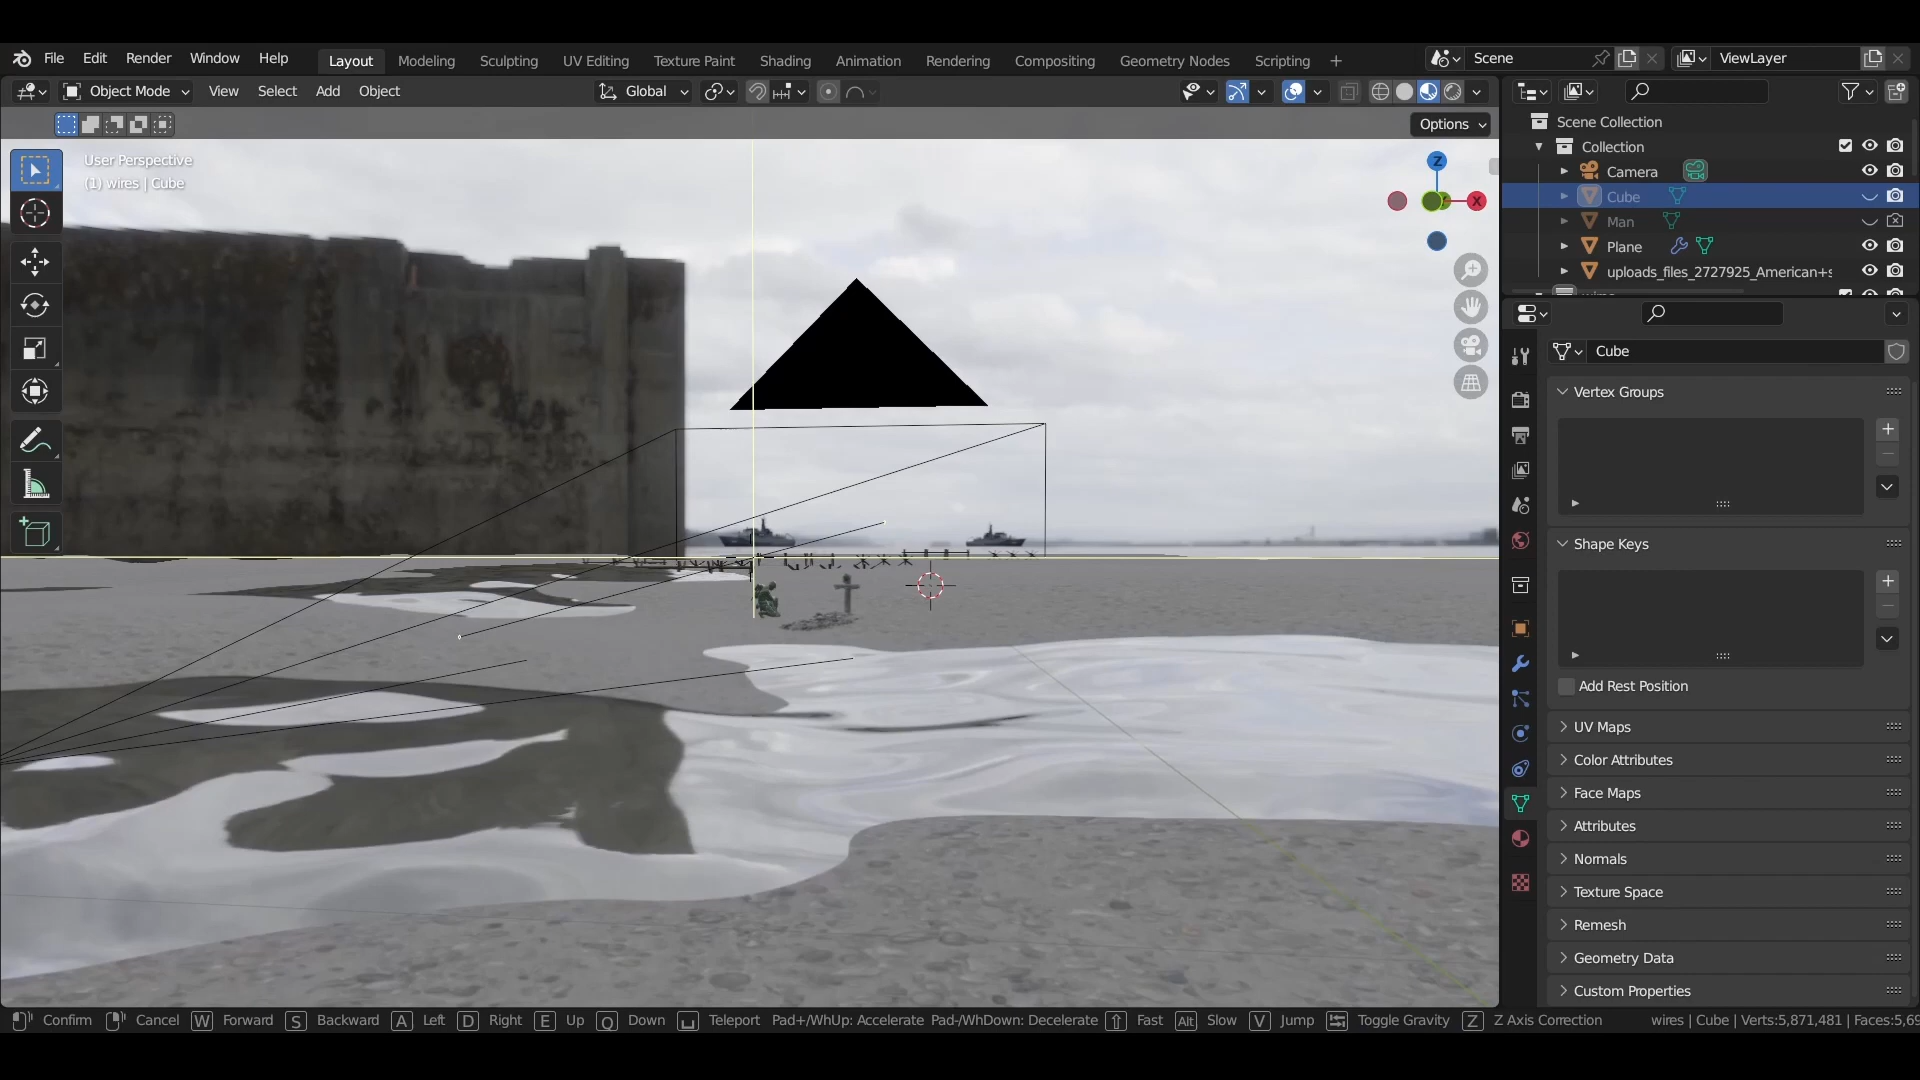 File Edit Render Window Help Layout Modeling Sculpting UV Editing Texture Paint Shading Animation Rendering Compositing Geometry Nodes Scripting + Scene ViewLayer
Object Mode View Select Add Object Global
Options
User Perspective
(1) wires | Cube
Z
X
Scene Collection
Collection
Camera
Cube
Man
Plane
uploads_files_2727925_American+s
Cube
Vertex Groups
Shape Keys
Add Rest Position
UV Maps
Color Attributes
Face Maps
Attributes
Normals
Texture Space
Remesh
Geometry Data
Custom Properties
Confirm Cancel W Forward S Backward A Left D Right E Up Q Down Teleport Pad+/WhUp: Accelerate Pad-/WhDown: Decelerate Fast Alt Slow V Jump Toggle Gravity Z Z Axis Correction wires | Cube | Verts:5,871,481 | Faces:5,69